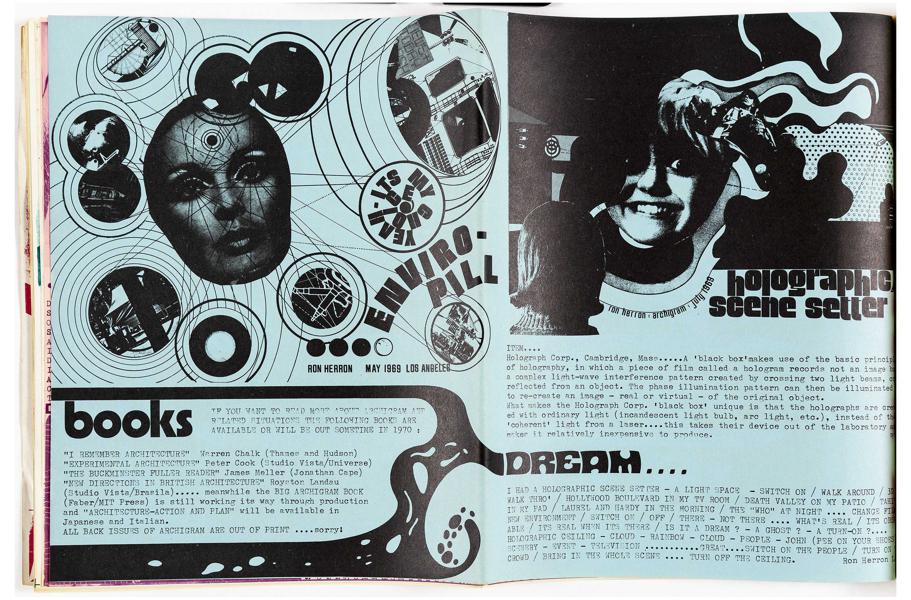 ITS
MY
CHOICE
YEAH
ENVIRO-
PILL
RON HERRON MAY 1969 LOS ANGELES
books
IF YOU WANT TO READ MORE ABOUT ARCHIGRAM AND
RELATED SITUATIONS THE FOLLOWING BOOKS ARE
AVAILABLE OR WILL BE OUT SOMETIME IN 1970 :
"I REMEMBER ARCHITECTURE" Warren Chalk (Thames and Hudson)
"EXPERIMENTAL ARCHITECTURE" Peter Cook (Studio Vista/Universe)
"THE BUCKMINSTER FULLER READER" James Meller (Jonathan Cape)
"NEW DIRECTIONS IN BRITISH ARCHITECTURE" Royston Landau
(Studio Vista/Brasila)..... meanwhile the BIG ARCHIGRAM BOOK
(Faber/MIT Press) is still working its way through production
and "ARCHITECTURE-ACTION AND PLAN" will be available in
Japanese and Italian.
ALL BACK ISSUES OF ARCHIGRAM ARE OUT OF PRINT ....sorry!
holographic
scene setter
ron herron · archigram · july 1969
ITEM....
Holograph Corp., Cambridge, Mass.....A 'black box'makes use of the basic princip
of holography, in which a piece of film called a hologram records not an image b
a complex light-wave interference pattern created by crossing two light beams, o
reflected from an object. The phase illumination pattern can then be illuminated
to re-create an image - real or virtual - of the original object.
What makes the Holograph Corp. 'black box' unique is that the holographs are cre
ed with ordinary light (incandescent light bulb, arc light, etc.), instead of th
'coherent' light from a laser....this takes their device out of the laboratory a
makes it relatively inexpensive to produce.
DREAM....
I HAD A HOLOGRAPHIC SCENE SETTER - A LIGHT SPACE - SWITCH ON / WALK AROUND /
WALK THRO' / HOLLYWOOD BOULEVARD IN MY TV ROOM / DEATH VALLEY ON MY PATIO /
IN MY PAD / LAUREL AND HARDY IN THE MORNING / THE "WHO" AT NIGHT .... CHANGE
NEW ENVIRONMENT / SWITCH ON / OFF / THERE - NOT THERE .... WHAT'S REAL / ITS
ABLE / ITS REAL WHEN ITS THERE / IS IT A DREAM ? - A GHOST ? - A TURN-ON ?....
HOLOGRAPHIC CEILING - CLOUD - RAINBOW - CLOUD - PEOPLE - JOHN (PEE ON YOUR SHOES
SCENERY - EVENT - TELEVISION ...........GREAT....SWITCH ON THE PEOPLE / TURN ON
CROWD / BRING IN THE WHOLE SCENE .... TURN OFF THE CEILING.
Ron Herron